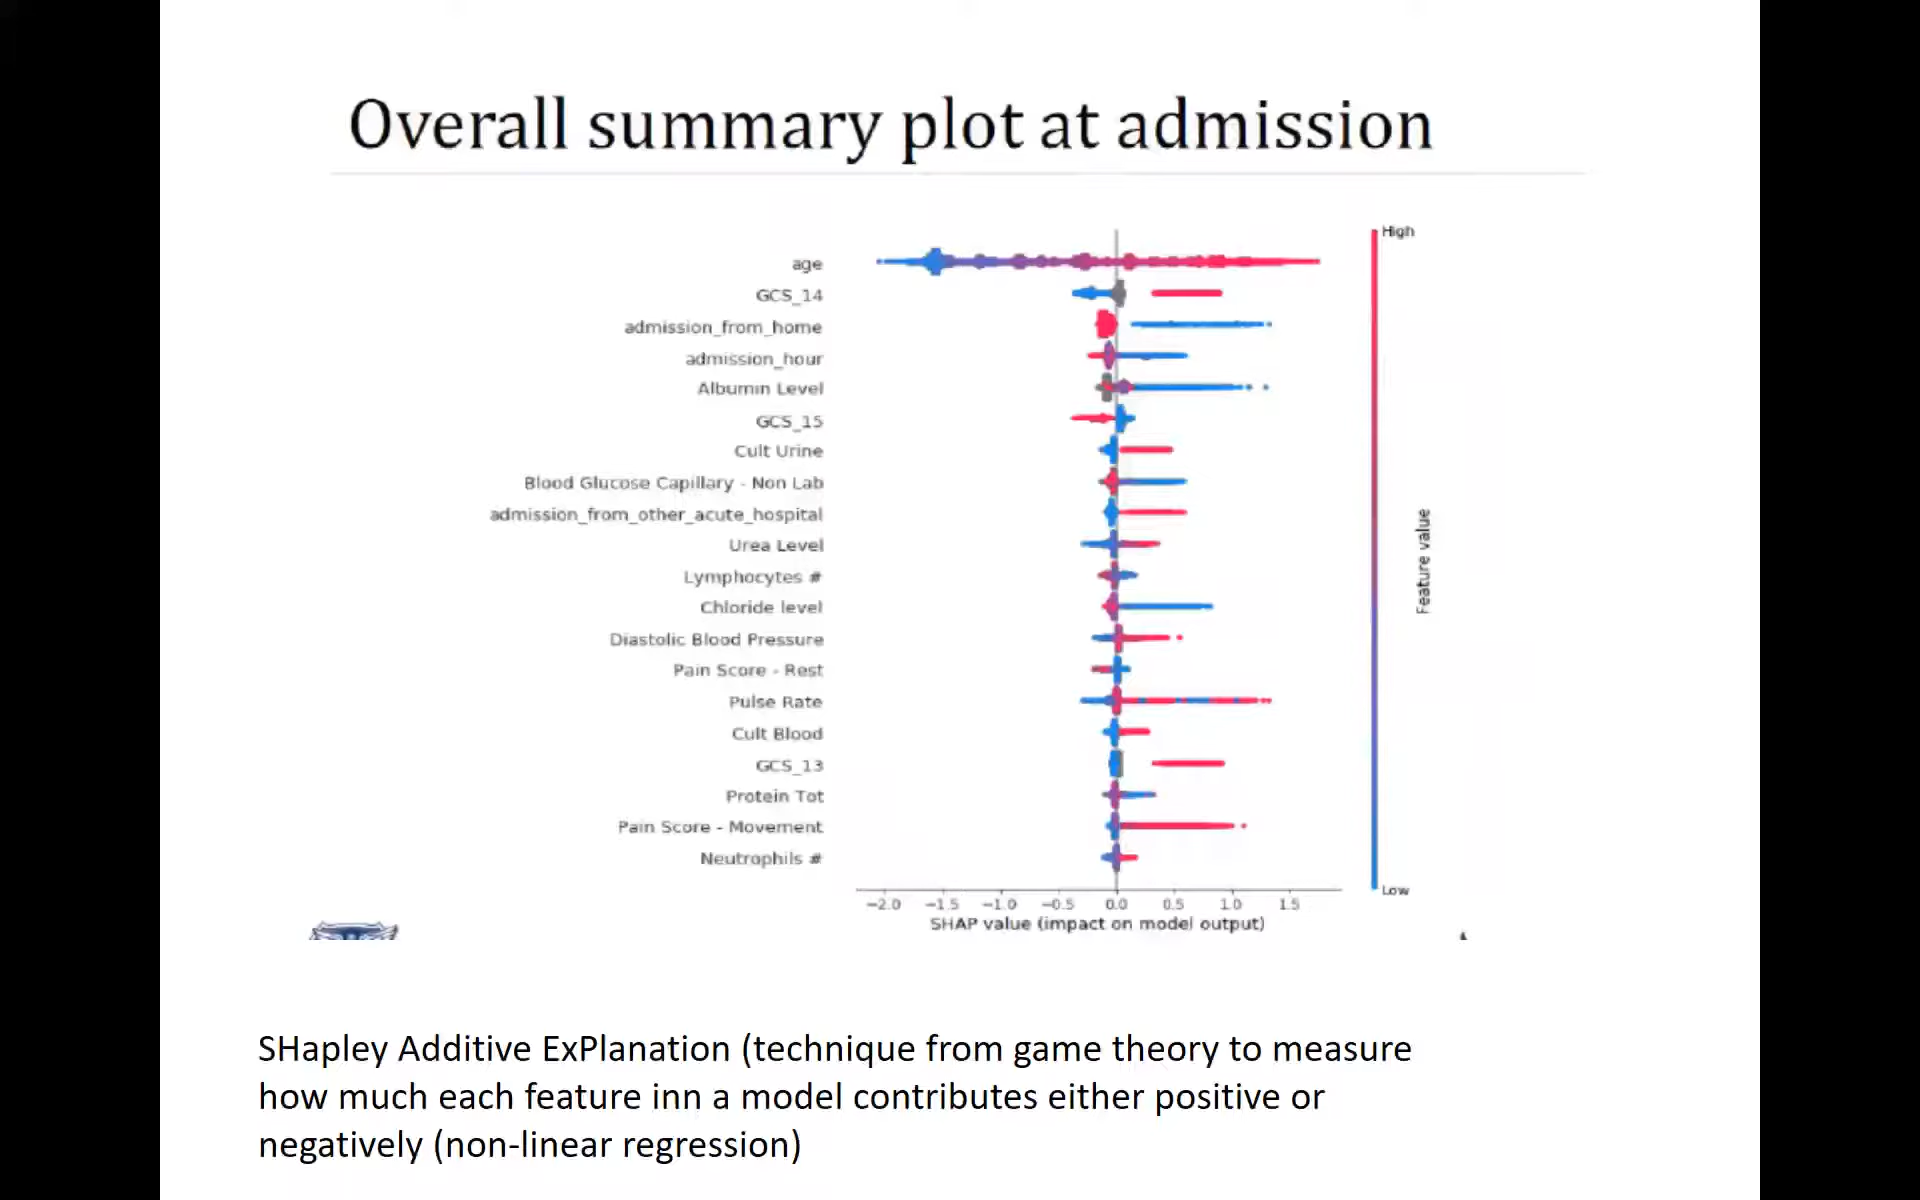 Overall summary plot at admission
High
age
GCS_14
admission_from_home
admission_hour
Albumin Level
GCS_15
Cult Urine
Blood Glucose Capillary - Non Lab
admission_from_other_acute_hospital
Urea Level
Lymphocytes #
Chloride level
Diastolic Blood Pressure
Pain Score - Rest
Pulse Rate
Cult Blood
GCS_13
Protein Tot
Pain Score - Movement
Neutrophils #
Feature value
Low
−2.0 −1.5 −1.0 −0.5 0.0 0.5 1.0 1.5
SHAP value (impact on model output)
SHapley Additive ExPlanation (technique from game theory to measure
how much each feature inn a model contributes either positive or
negatively (non-linear regression)